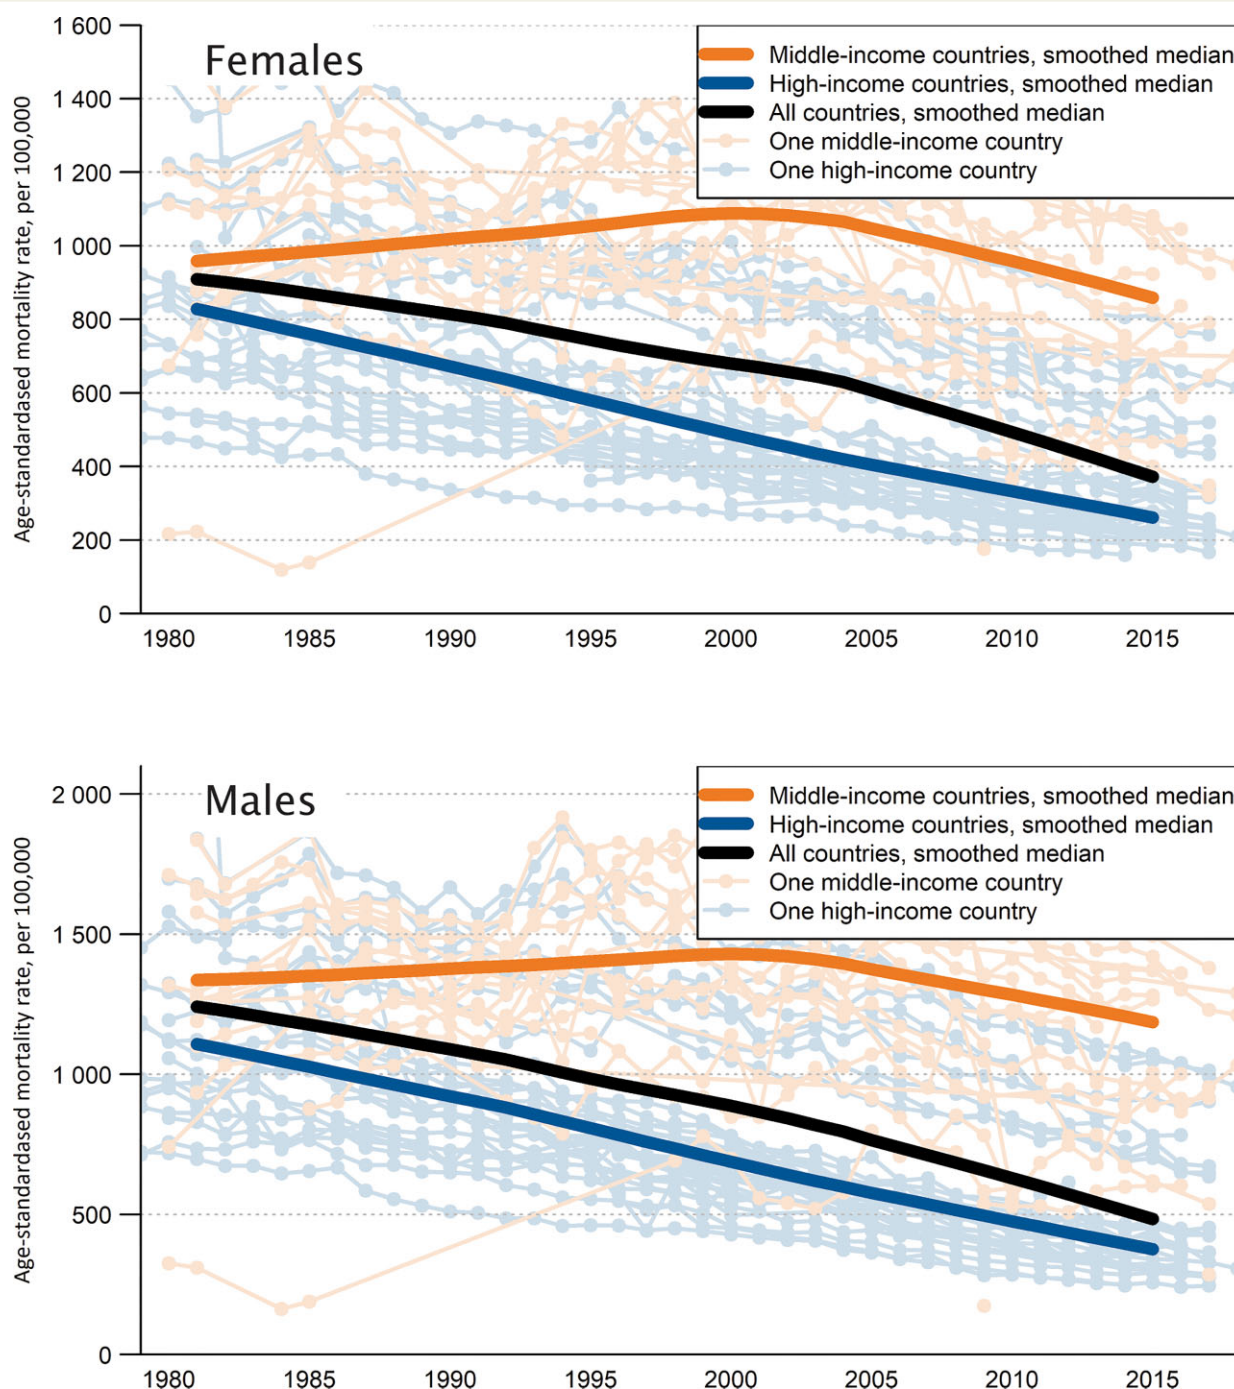 Females
Age-standardased mortality rate, per 100,000
1 600
1 400
1 200
1 000
800
600
400
200
0
Middle-income countries, smoothed median
High-income countries, smoothed median
All countries, smoothed median
One middle-income country
One high-income country
1980 1985 1990 1995 2000 2005 2010 2015
Males
Age-standardased mortality rate, per 100,000
2 000
1 500
1 000
500
0
Middle-income countries, smoothed median
High-income countries, smoothed median
All countries, smoothed median
One middle-income country
One high-income country
1980 1985 1990 1995 2000 2005 2010 2015